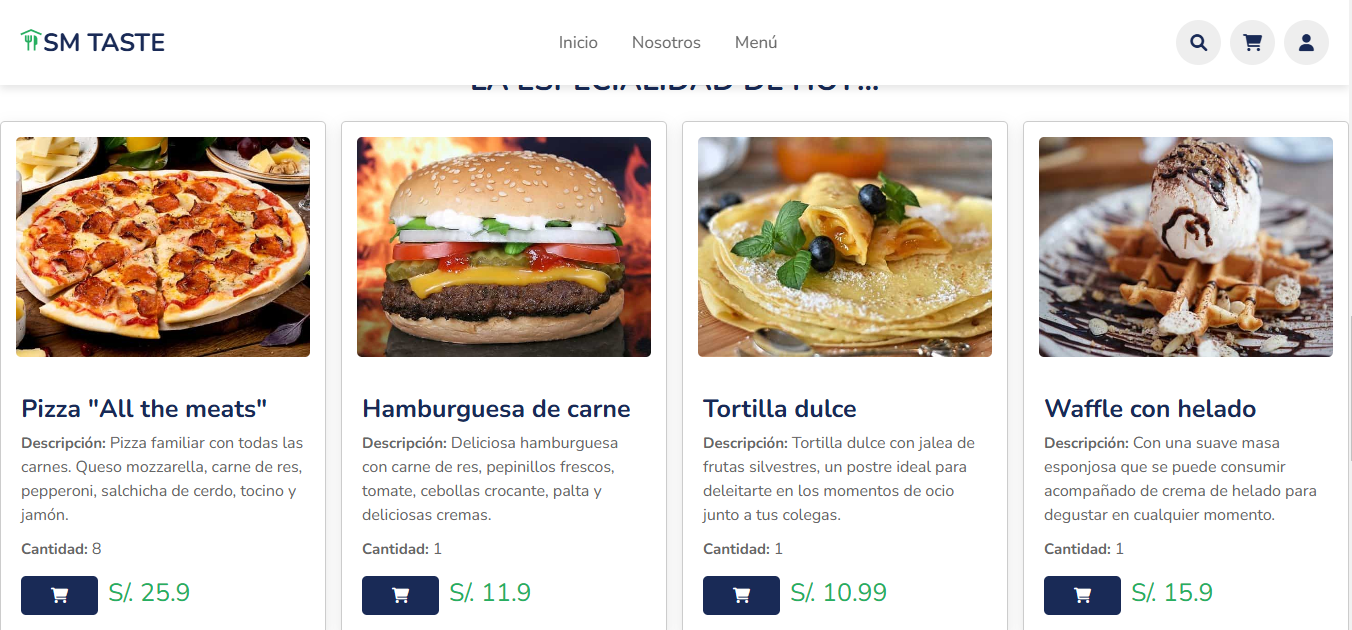 SM TASTE
Inicio Nosotros Menú
LA ESPECIALIDAD DE HOY...
Pizza "All the meats"
Descripción: Pizza familiar con todas las
carnes. Queso mozzarella, carne de res,
pepperoni, salchicha de cerdo, tocino y
jamón.
Cantidad: 8
S/. 25.9
Hamburguesa de carne
Descripción: Deliciosa hamburguesa
con carne de res, pepinillos frescos,
tomate, cebollas crocante, palta y
deliciosas cremas.
Cantidad: 1
S/. 11.9
Tortilla dulce
Descripción: Tortilla dulce con jalea de
frutas silvestres, un postre ideal para
deleitarte en los momentos de ocio
junto a tus colegas.
Cantidad: 1
S/. 10.99
Waffle con helado
Descripción: Con una suave masa
esponjosa que se puede consumir
acompañado de crema de helado para
degustar en cualquier momento.
Cantidad: 1
S/. 15.9